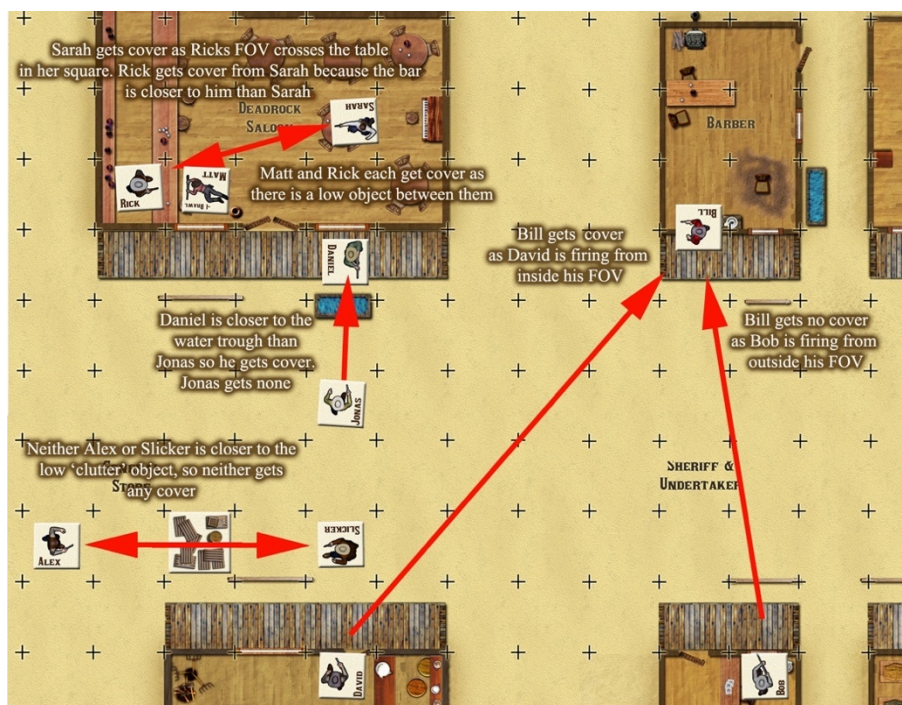 Sarah gets cover as Ricks FOV crosses the table
in her square. Rick gets cover from Sarah because the bar
is closer to him than Sarah
DEADROCK
SALOON
SARAH
RICK
MATT
Matt and Rick each get cover as
there is a low object between them
BARBER
BILL
DANIEL
Bill gets cover
as David is firing from
inside his FOV
Daniel is closer to the
water trough than
Jonas so he gets cover.
Jonas gets none
Bill gets no cover
as Bob is firing from
outside his FOV
JONAS
Neither Alex or Slicker is closer to the
low ‘clutter’ object, so neither gets
any cover
STORE
SHERIFF &
UNDERTAKER
ALEX
SLICKER
DAVID
BOB